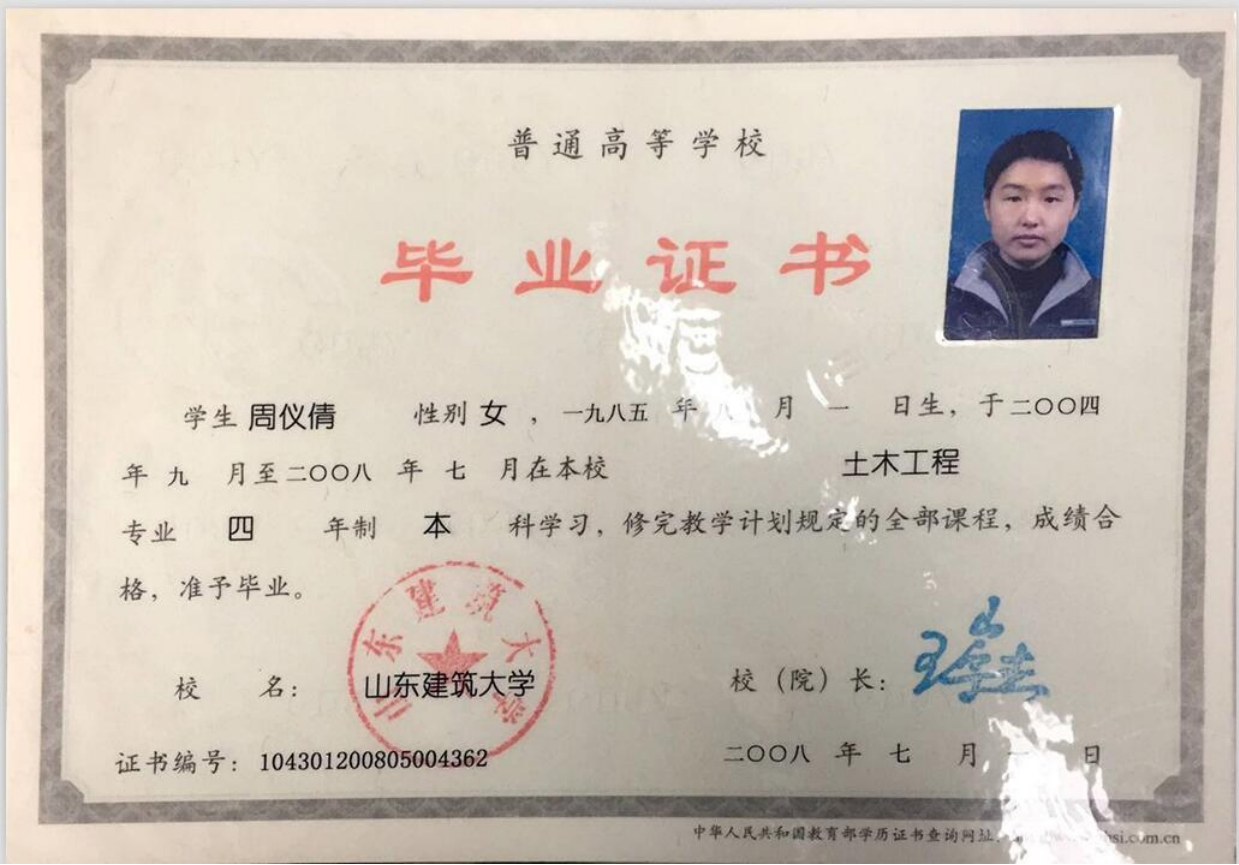 普通高等学校
毕业证书
学生 周仪倩 性别 女 ，一九八五 年 八 月 一 日生，于二〇〇四
年 九 月至二〇〇八 年 七 月在本校 土木工程
专业 四 年制 本 科学习，修完教学计划规定的全部课程，成绩合
格，准予毕业。
山东建筑大学
校 名： 山东建筑大学 校（院）长：
证书编号：104301200805004362 二〇〇八 年 七 月 日
中华人民共和国教育部学历证书查询网址